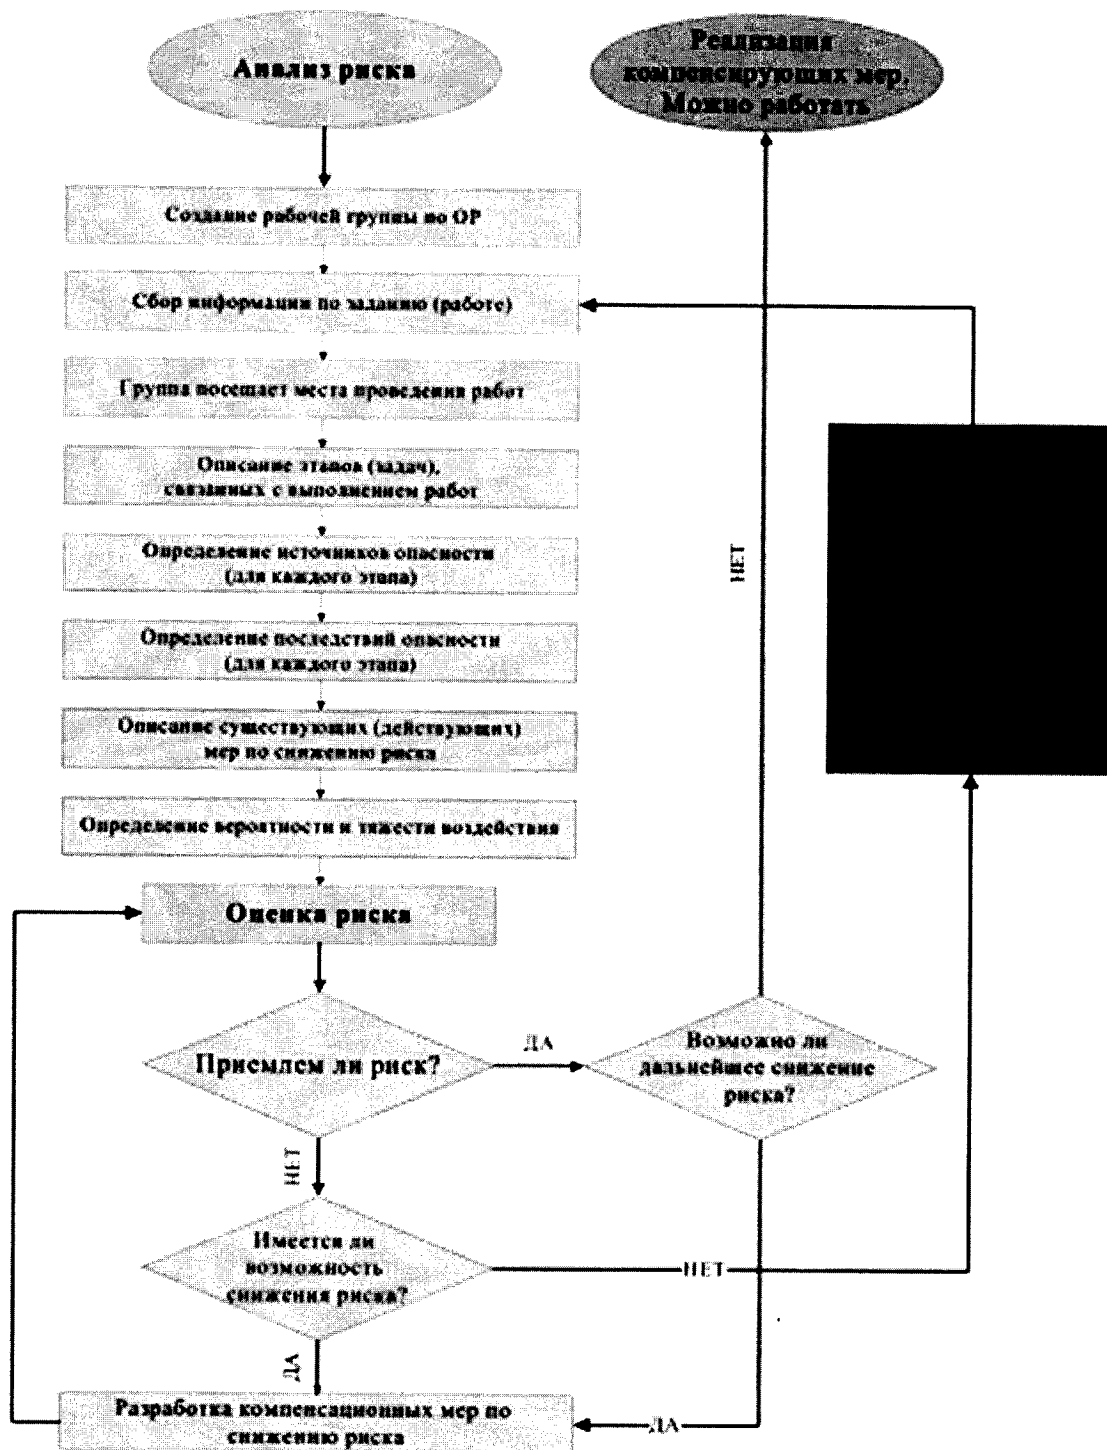 Анализ риска
Реализация
компенсирующих мер.
Можно работать
Создание рабочей группы по ОР
Сбор информации по заданию (работе)
Группа посещает места проведения работ
Описание этапов (задач),
связанных с выполнением работ
Определение источников опасности
(для каждого этапа)
Определение последствий опасности
(для каждого этапа)
Описание существующих (действующих)
мер по снижению риска
Определение вероятности и тяжести воздействия
Оценка риска
НЕТ
Приемлем ли риск?
ДА
Возможно ли
дальнейшее снижение
риска?
НЕТ
Имеется ли
возможность
снижения риска?
НЕТ
ДА
Разработка компенсационных мер по
снижению риска
ДА